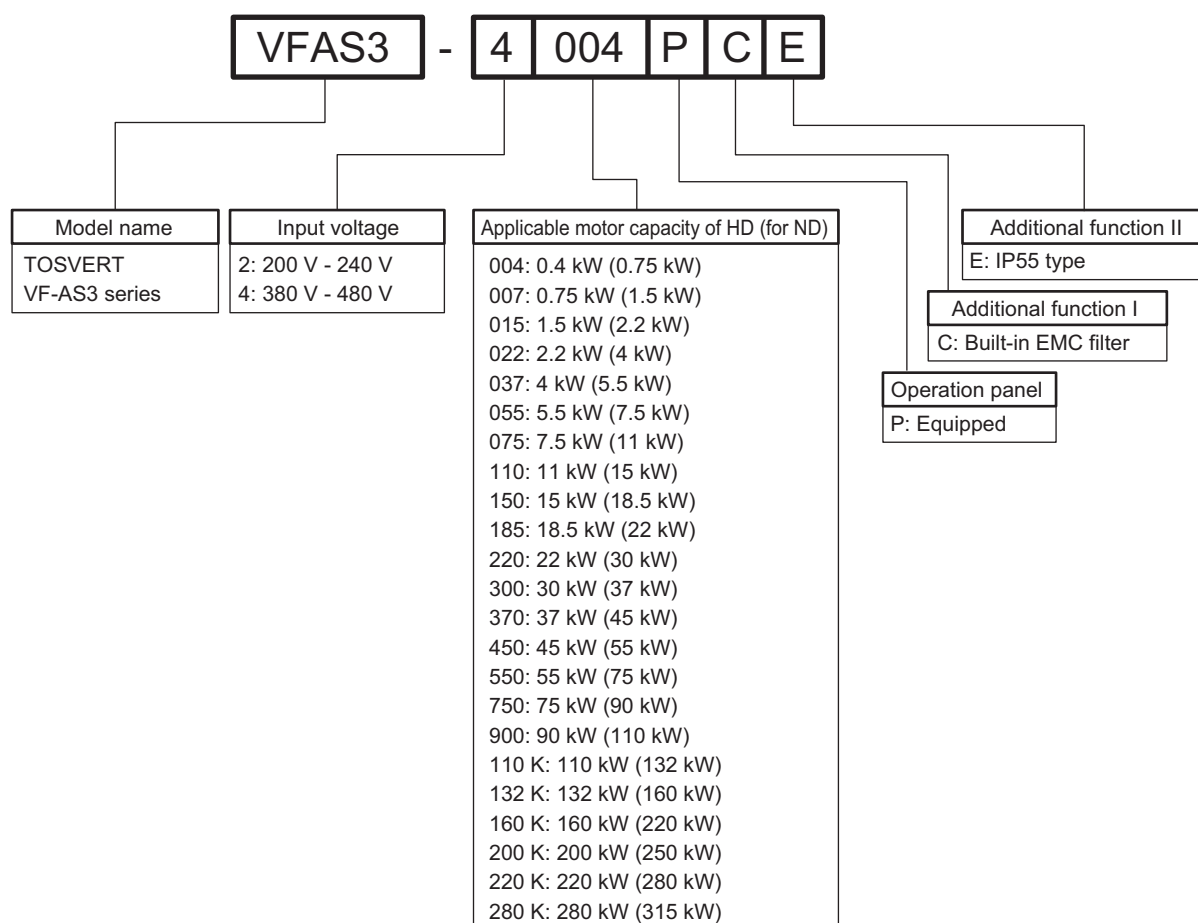 VFAS3 - 4 004 P C E
Model name
TOSVERT
VF-AS3 series
Input voltage
2: 200 V - 240 V
4: 380 V - 480 V
Applicable motor capacity of HD (for ND)
004: 0.4 kW (0.75 kW)
007: 0.75 kW (1.5 kW)
015: 1.5 kW (2.2 kW)
022: 2.2 kW (4 kW)
037: 4 kW (5.5 kW)
055: 5.5 kW (7.5 kW)
075: 7.5 kW (11 kW)
110: 11 kW (15 kW)
150: 15 kW (18.5 kW)
185: 18.5 kW (22 kW)
220: 22 kW (30 kW)
300: 30 kW (37 kW)
370: 37 kW (45 kW)
450: 45 kW (55 kW)
550: 55 kW (75 kW)
750: 75 kW (90 kW)
900: 90 kW (110 kW)
110 K: 110 kW (132 kW)
132 K: 132 kW (160 kW)
160 K: 160 kW (220 kW)
200 K: 200 kW (250 kW)
220 K: 220 kW (280 kW)
280 K: 280 kW (315 kW)
Operation panel
P: Equipped
Additional function I
C: Built-in EMC filter
Additional function II
E: IP55 type